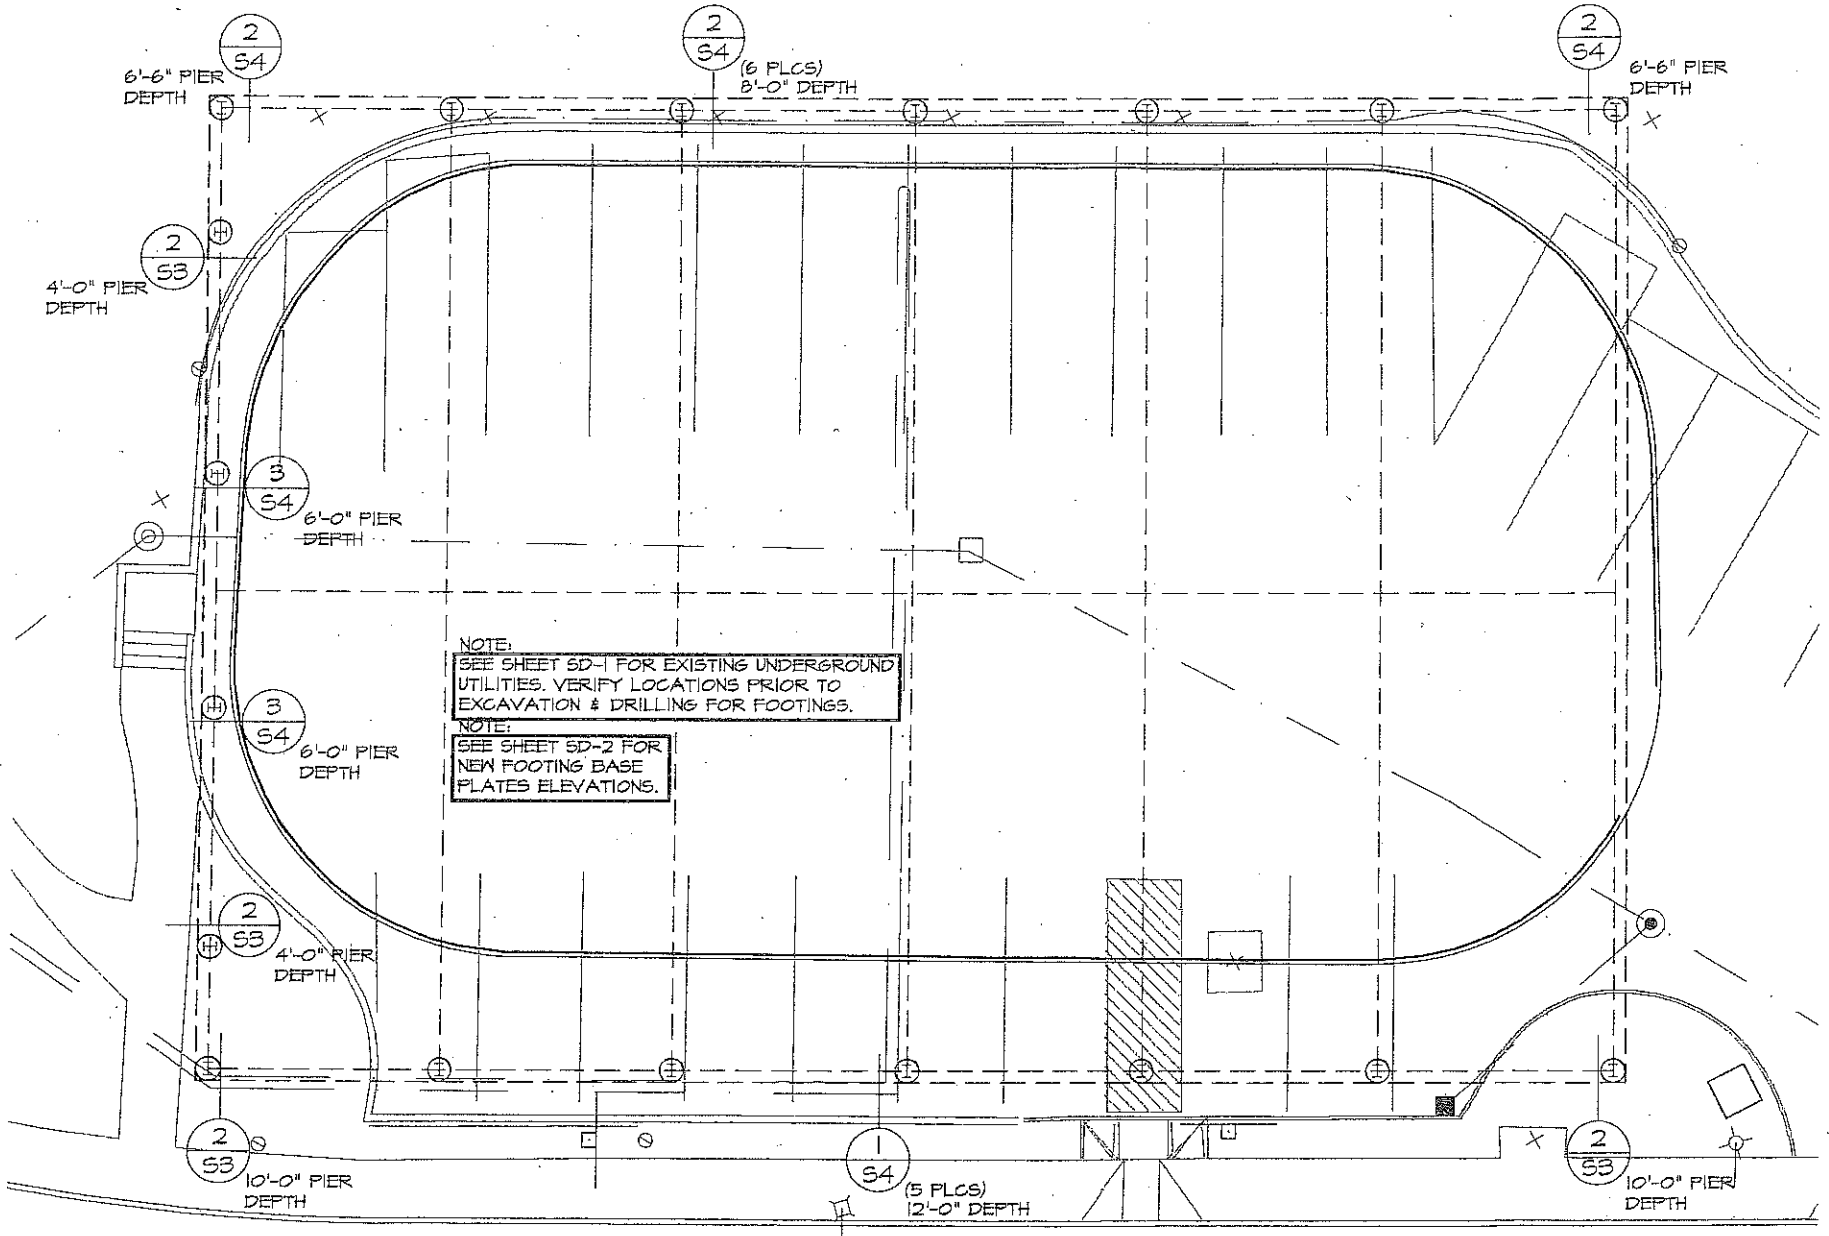 2
S4
2
S4
2
S4
6'-6" PIER
DEPTH
(6 PLCS)
8'-0" DEPTH
6'-6" PIER
DEPTH
2
S3
4'-0" PIER
DEPTH
3
S4
6'-0" PIER
DEPTH
NOTE:
SEE SHEET SD-1 FOR EXISTING UNDERGROUND
UTILITIES. VERIFY LOCATIONS PRIOR TO
EXCAVATION & DRILLING FOR FOOTINGS.
NOTE:
SEE SHEET SD-2 FOR
NEW FOOTING BASE
PLATES ELEVATIONS.
3
S4
6'-0" PIER
DEPTH
2
S3
4'-0" PIER
DEPTH
2
S3
10'-0" PIER
DEPTH
1
S4
(5 PLCS)
12'-0" DEPTH
2
S3
10'-0" PIER
DEPTH